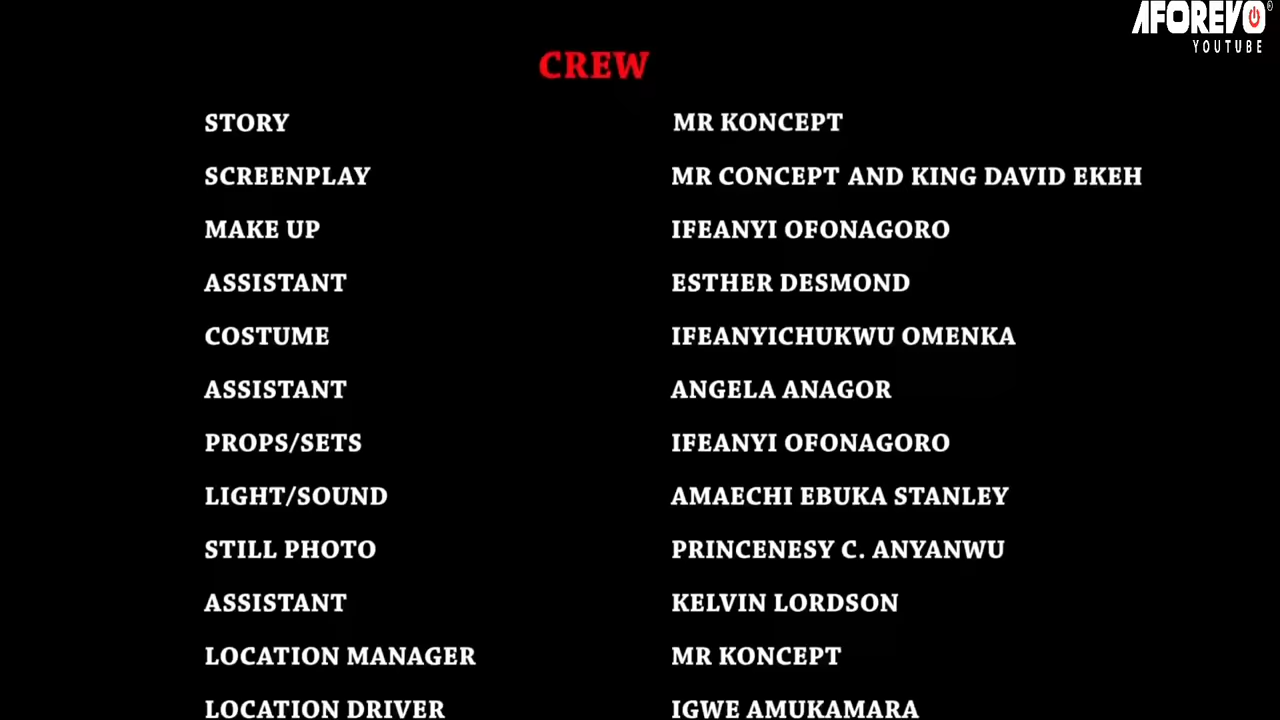 AFOREVO
YOUTUBE
CREW
STORY MR KONCEPT
SCREENPLAY MR CONCEPT AND KING DAVID EKEH
MAKE UP IFEANYI OFONAGORO
ASSISTANT ESTHER DESMOND
COSTUME IFEANYICHUKWU OMENKA
ASSISTANT ANGELA ANAGOR
PROPS/SETS IFEANYI OFONAGORO
LIGHT/SOUND AMAECHI EBUKA STANLEY
STILL PHOTO PRINCENESY C. ANYANWU
ASSISTANT KELVIN LORDSON
LOCATION MANAGER MR KONCEPT
LOCATION DRIVER IGWE AMUKAMARA